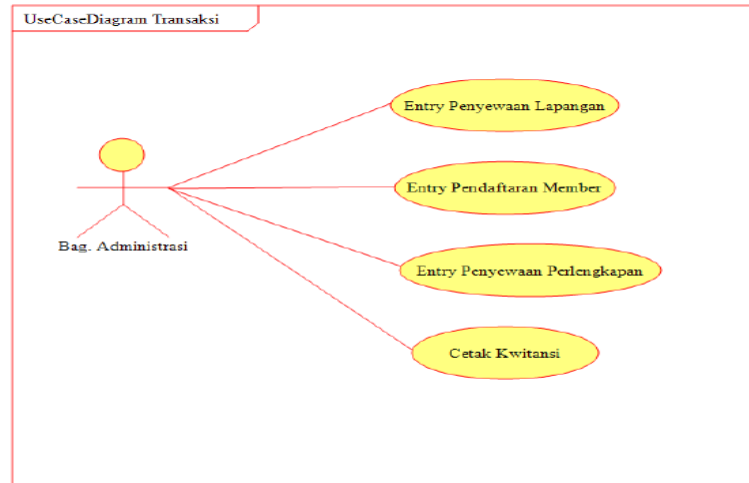 UseCaseDiagram Transaksi
Entry Penyewaan Lapangan
Entry Pendaftaran Member
Bag. Administrasi
Entry Penyewaan Perlengkapan
Cetak Kwitansi